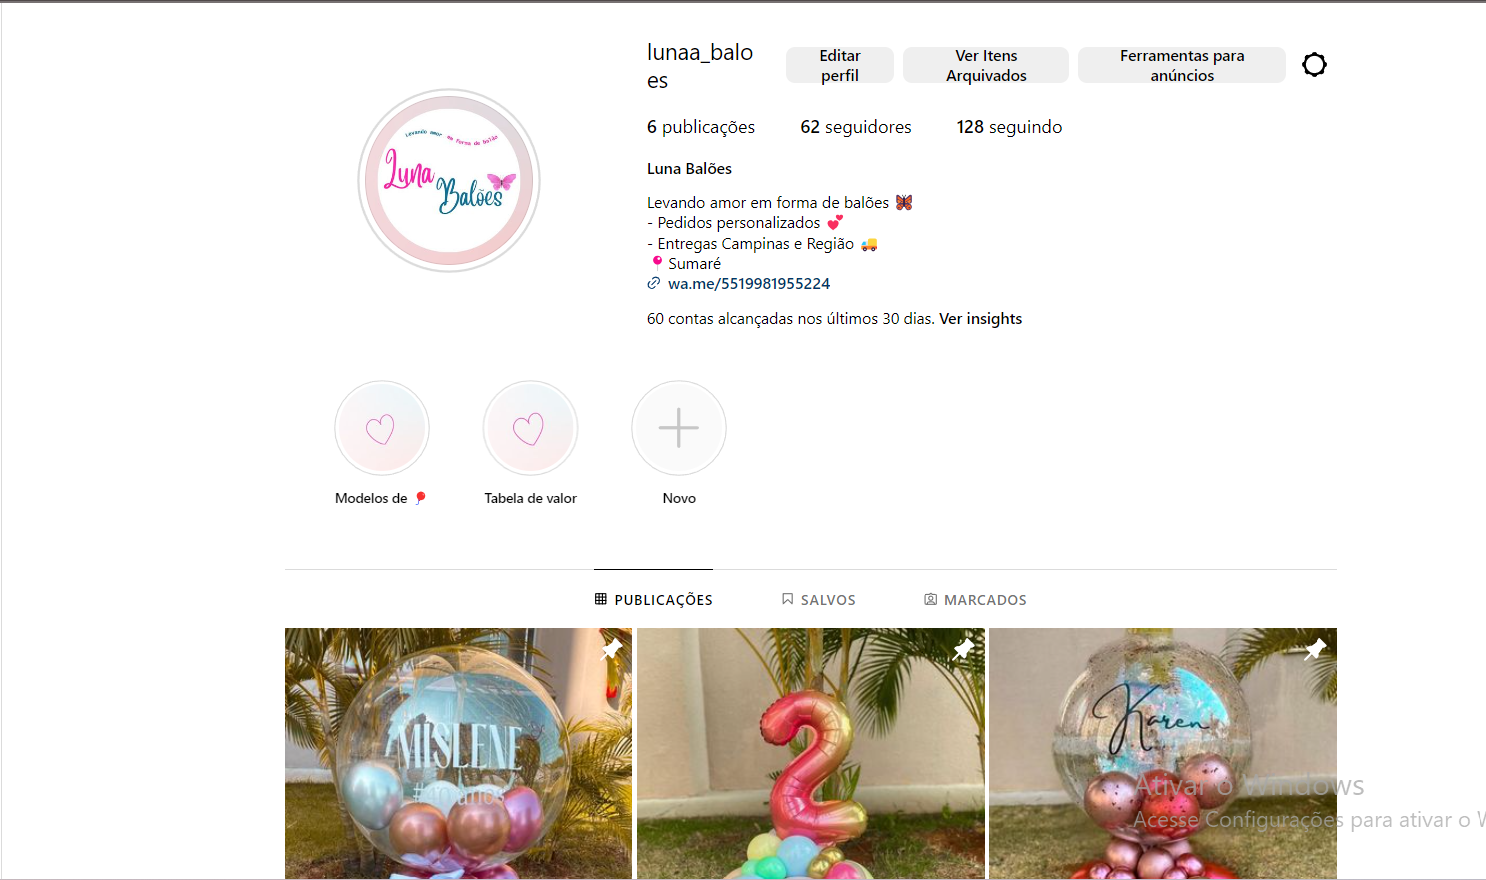 lunaa_balo
es
Editar
perfil
Ver Itens
Arquivados
Ferramentas para
anúncios
6 publicações
62 seguidores
128 seguindo
Levando amor em forma de balão
Luna
Balões
Luna Balões
Levando amor em forma de balões 🦋
- Pedidos personalizados 💕
- Entregas Campinas e Região 🚚
📍Sumaré
wa.me/5519981955224
60 contas alcançadas nos últimos 30 dias. Ver insights
Modelos de 🎈
Tabela de valor
Novo
PUBLICAÇÕES
SALVOS
MARCADOS
MISLENE
2
Karen
Ativar o Windows
Acesse Configurações para ativar o W